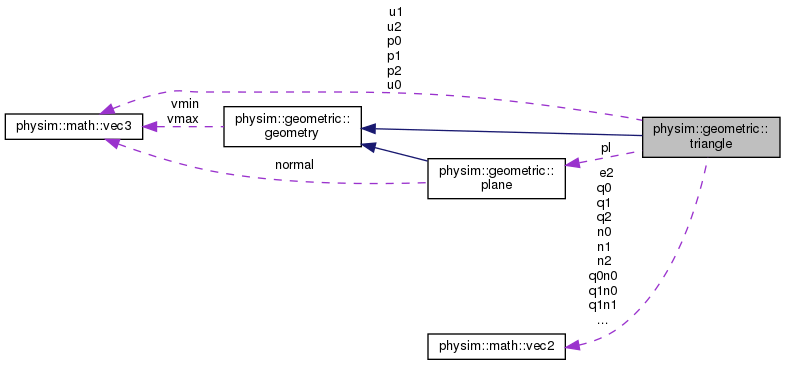 u1
u2
p0
p1
p2
u0
vmin
vmax
physim::math::vec3
physim::geometric::
geometry
physim::geometric::
triangle
pl
normal
physim::geometric::
plane
e2
q0
q1
q2
n0
n1
n2
q0n0
q1n0
q1n1
...
physim::math::vec2